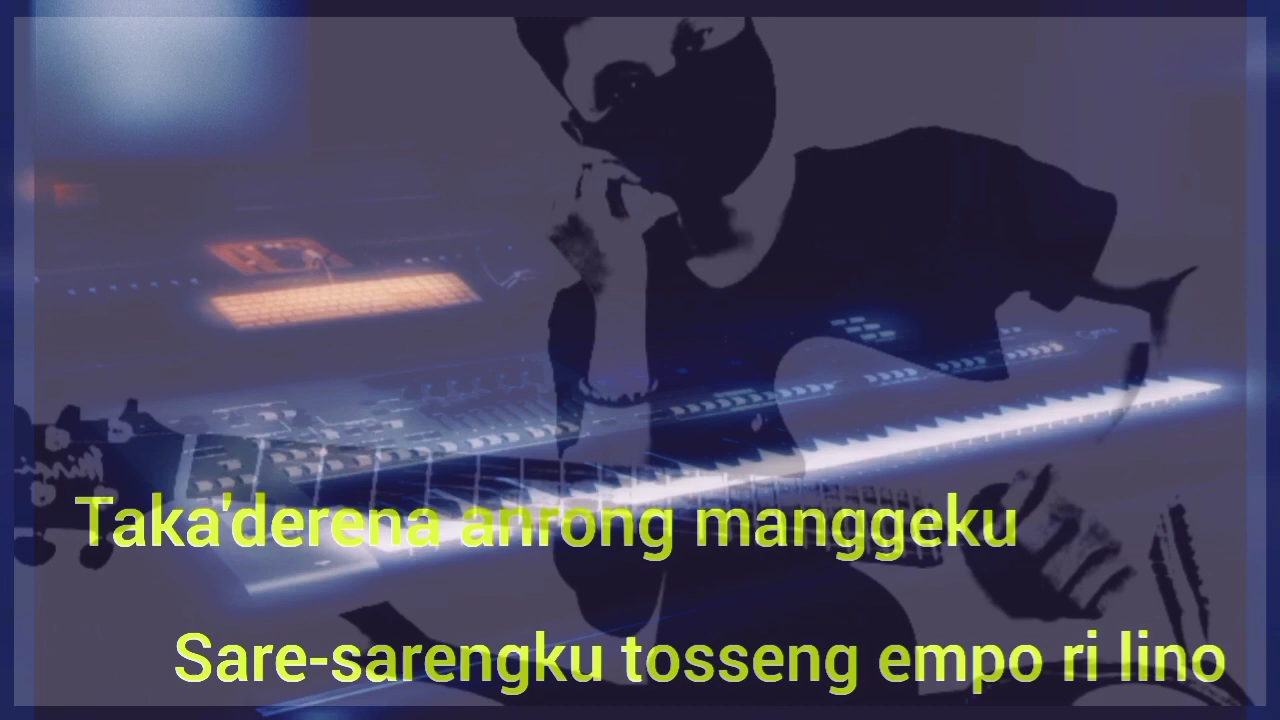 Taka'derena anrong manggeku
Sare-sarengku tosseng empo ri lino